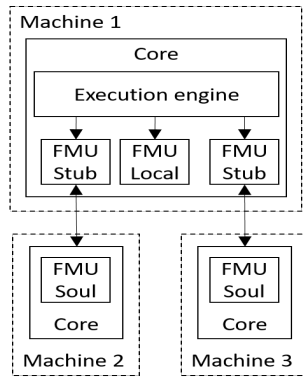 Machine 1
Core
Execution engine
FMU
Stub
FMU
Local
FMU
Stub
FMU
Soul
Core
Machine 2
FMU
Soul
Core
Machine 3